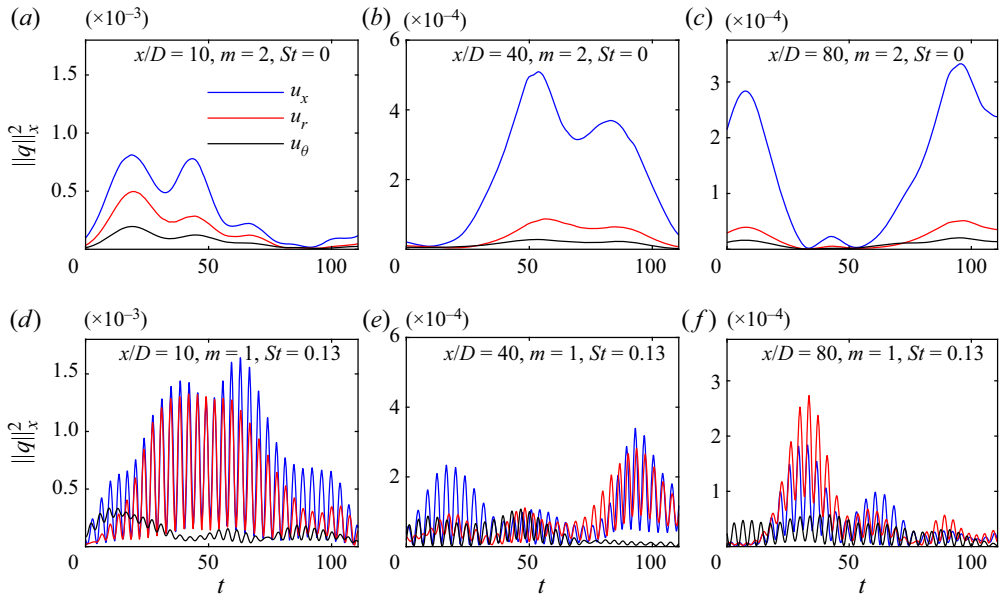 (a) (×10⁻³) (b) (×10⁻⁴) (c) (×10⁻⁴)
x/D = 10, m = 2, St = 0 x/D = 40, m = 2, St = 0 x/D = 80, m = 2, St = 0
1.5 6 3
u_x
1.0 4 2
u_r
u_θ
||q||²_x
0.5 2 1
0 50 100 0 50 100 0 50 100
(d) (×10⁻³) (e) (×10⁻⁴) (f) (×10⁻⁴)
x/D = 10, m = 1, St = 0.13 x/D = 40, m = 1, St = 0.13 x/D = 80, m = 1, St = 0.13
1.5 6 3
1.0 4 2
||q||²_x
0.5 2 1
0 50 100 0 50 100 0 50 100
t t t